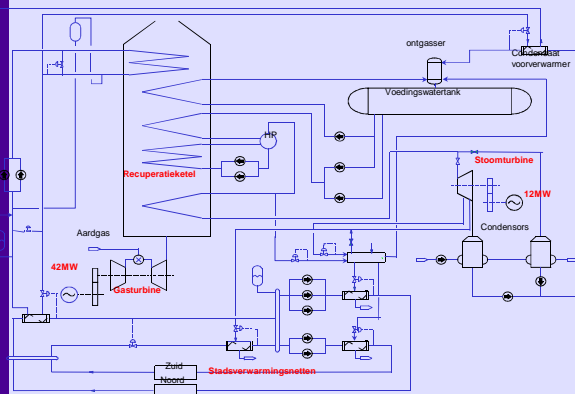 ontgasser
Condensaat
voorverwarmer
Voedingswatertank
HP
Stoomturbine
Recuperatieketel
12MW
Aardgas
Condensors
42MW
Gasturbine
Zuid
Stadsverwarmingsnetten
Noord